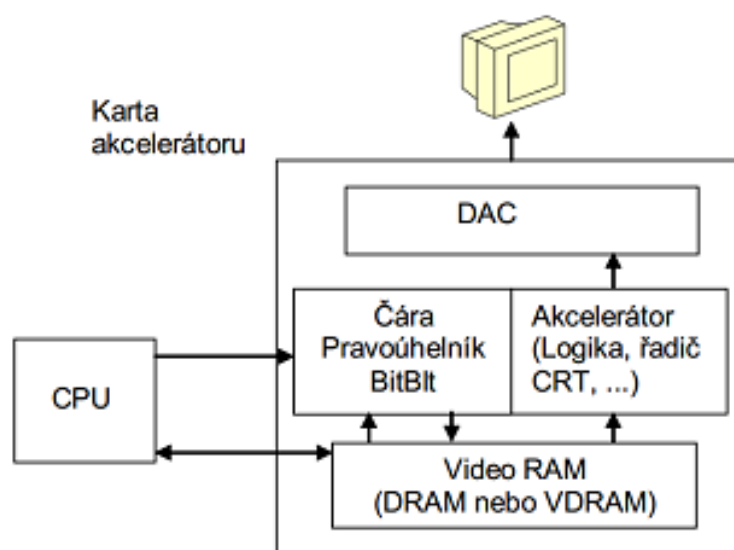 Karta
akcelerátoru
DAC
Čára
Pravoúhelník
BitBlt
Akcelerátor
(Logika, řadič
CRT, ...)
CPU
Video RAM
(DRAM nebo VDRAM)